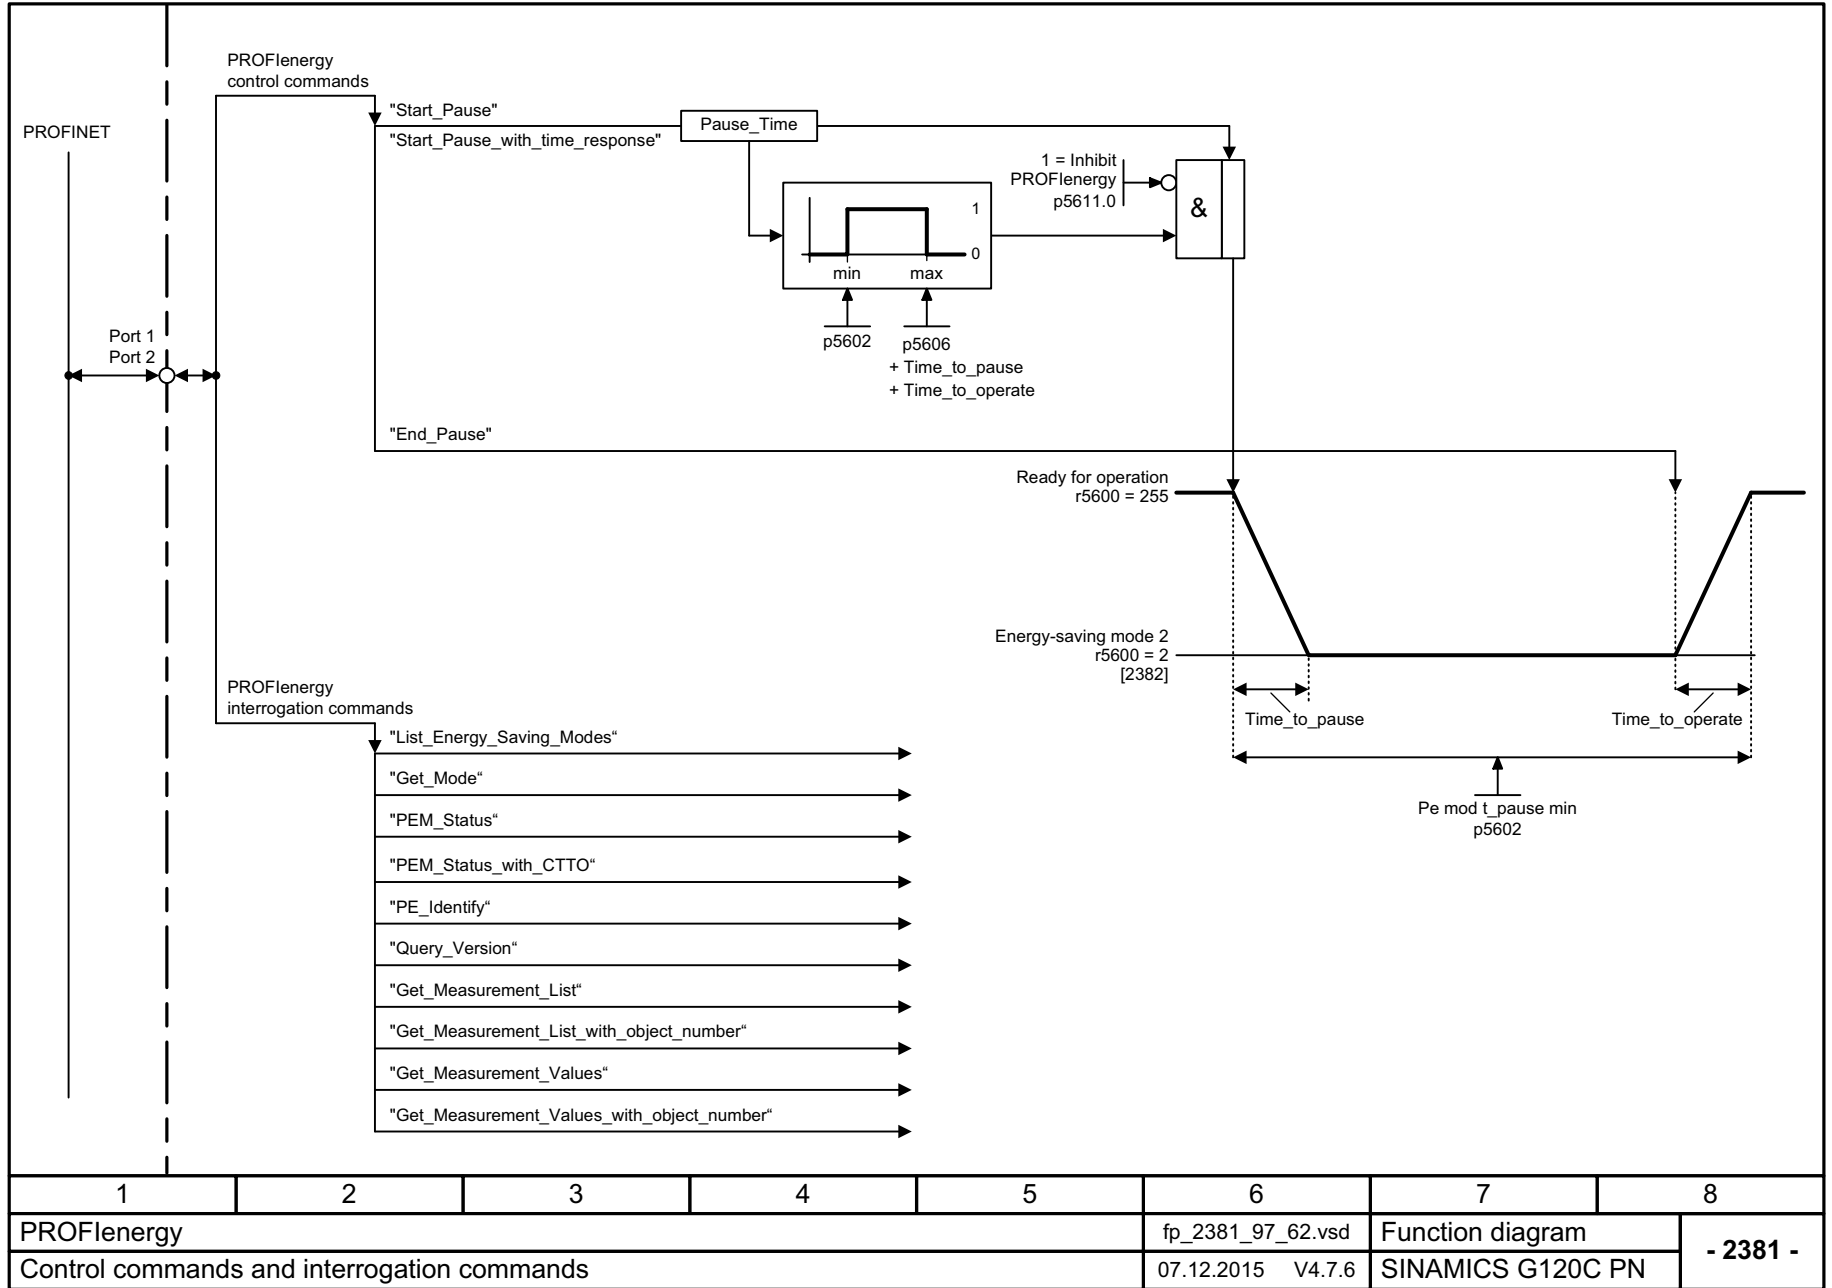 PROFIenergy
control commands
PROFINET
"Start_Pause"
"Start_Pause_with_time_response"
Pause_Time
1 = Inhibit
PROFIenergy
p5611.0
&
1
0
min max
p5602
p5606
+ Time_to_pause
+ Time_to_operate
Port 1
Port 2
"End_Pause"
Ready for operation
r5600 = 255
Energy-saving mode 2
r5600 = 2
[2382]
Time_to_pause
Time_to_operate
Pe mod t_pause min
p5602
PROFIenergy
interrogation commands
"List_Energy_Saving_Modes“
"Get_Mode“
"PEM_Status“
"PEM_Status_with_CTTO“
"PE_Identify“
"Query_Version“
"Get_Measurement_List“
"Get_Measurement_List_with_object_number“
"Get_Measurement_Values“
"Get_Measurement_Values_with_object_number“
1 2 3 4 5 6 7 8
PROFIenergy
fp_2381_97_62.vsd
Function diagram
- 2381 -
Control commands and interrogation commands
07.12.2015 V4.7.6
SINAMICS G120C PN